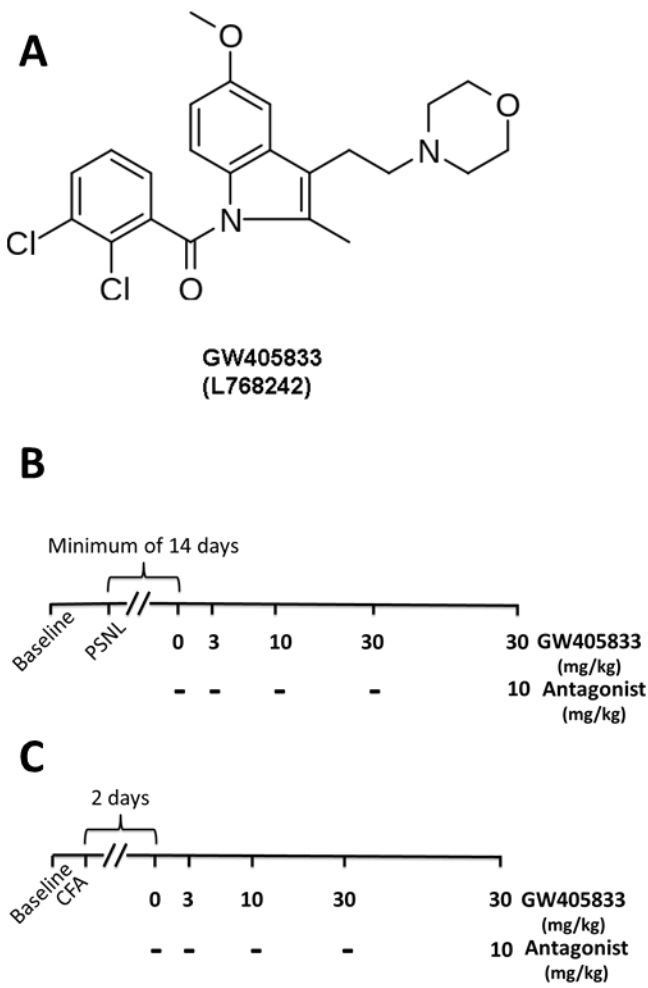 A
O
O
N
N
Cl
Cl
O
GW405833
(L768242)
B
Minimum of 14 days
Baseline
PSNL
0 3 10 30 30 GW405833
(mg/kg)
- - - - 10 Antagonist
(mg/kg)
C
2 days
Baseline
CFA
0 3 10 30 30 GW405833
(mg/kg)
- - - - 10 Antagonist
(mg/kg)